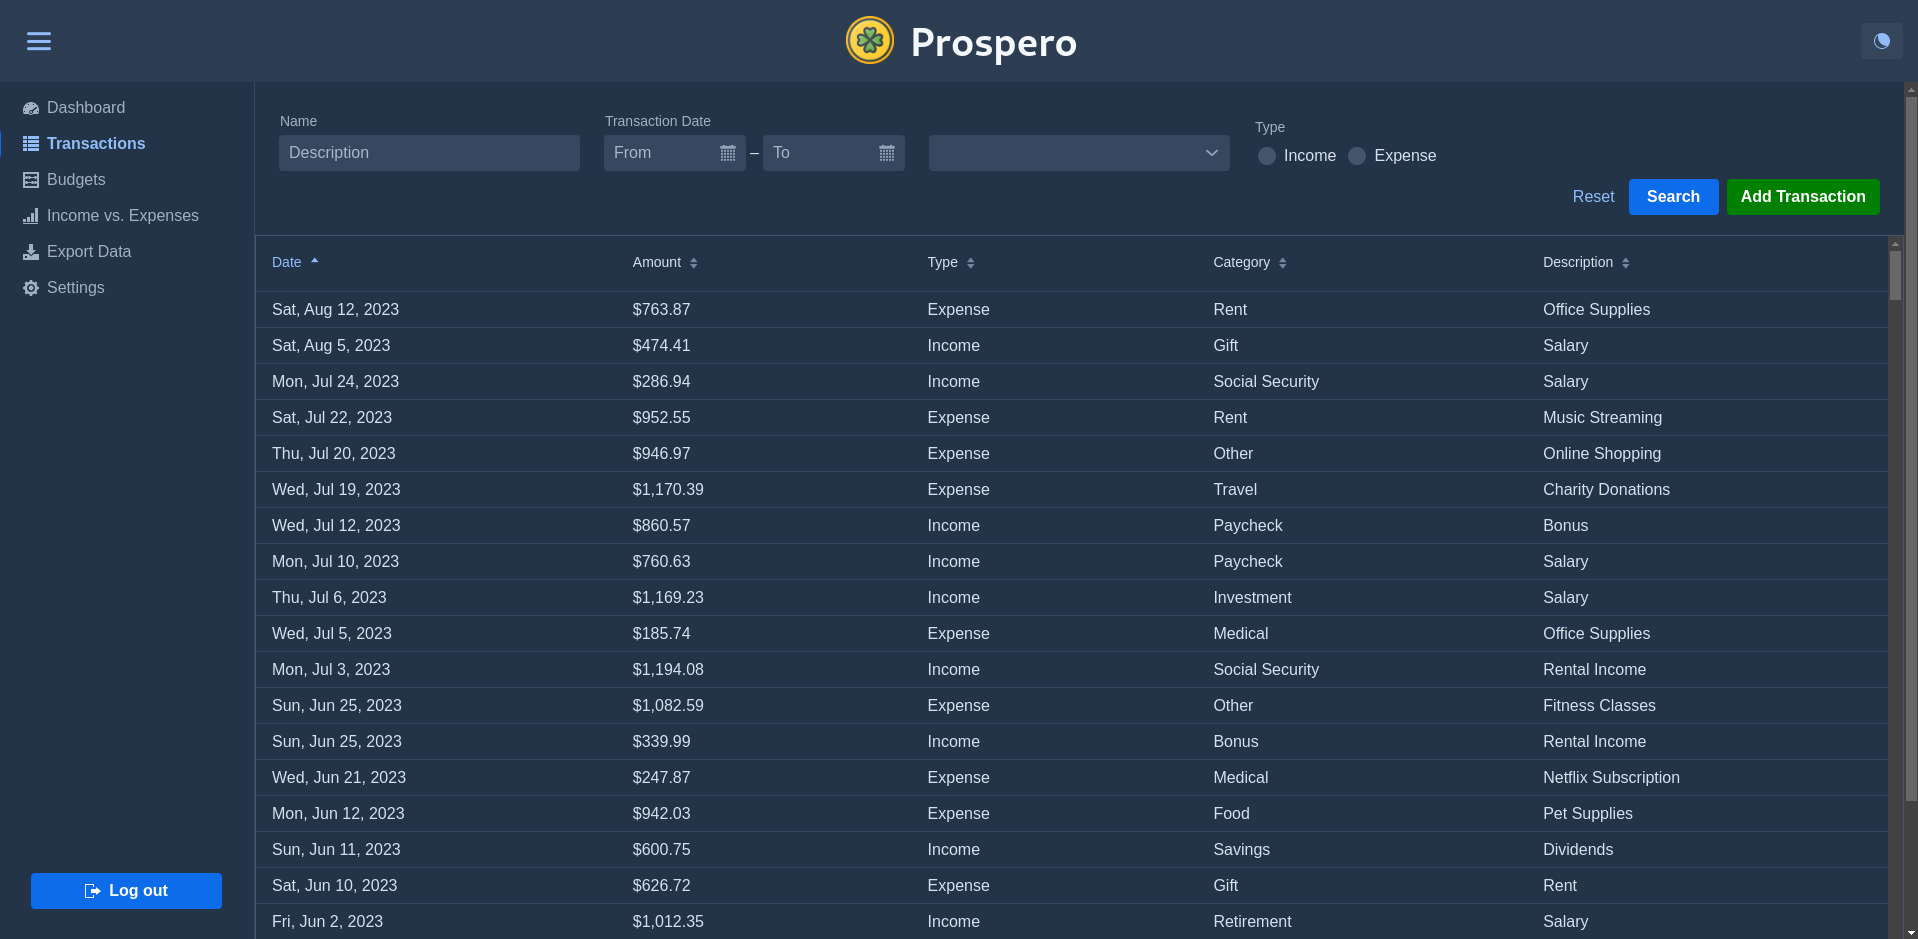 Prospero
Dashboard
Transactions
Budgets
Income vs. Expenses
Export Data
Settings
Log out
Name
Description
Transaction Date
From – To
Type
Income Expense
Reset Search Add Transaction
Date Amount Type Category Description
Sat, Aug 12, 2023 $763.87 Expense Rent Office Supplies
Sat, Aug 5, 2023 $474.41 Income Gift Salary
Mon, Jul 24, 2023 $286.94 Income Social Security Salary
Sat, Jul 22, 2023 $952.55 Expense Rent Music Streaming
Thu, Jul 20, 2023 $946.97 Expense Other Online Shopping
Wed, Jul 19, 2023 $1,170.39 Expense Travel Charity Donations
Wed, Jul 12, 2023 $860.57 Income Paycheck Bonus
Mon, Jul 10, 2023 $760.63 Income Paycheck Salary
Thu, Jul 6, 2023 $1,169.23 Income Investment Salary
Wed, Jul 5, 2023 $185.74 Expense Medical Office Supplies
Mon, Jul 3, 2023 $1,194.08 Income Social Security Rental Income
Sun, Jun 25, 2023 $1,082.59 Expense Other Fitness Classes
Sun, Jun 25, 2023 $339.99 Income Bonus Rental Income
Wed, Jun 21, 2023 $247.87 Expense Medical Netflix Subscription
Mon, Jun 12, 2023 $942.03 Expense Food Pet Supplies
Sun, Jun 11, 2023 $600.75 Income Savings Dividends
Sat, Jun 10, 2023 $626.72 Expense Gift Rent
Fri, Jun 2, 2023 $1,012.35 Income Retirement Salary